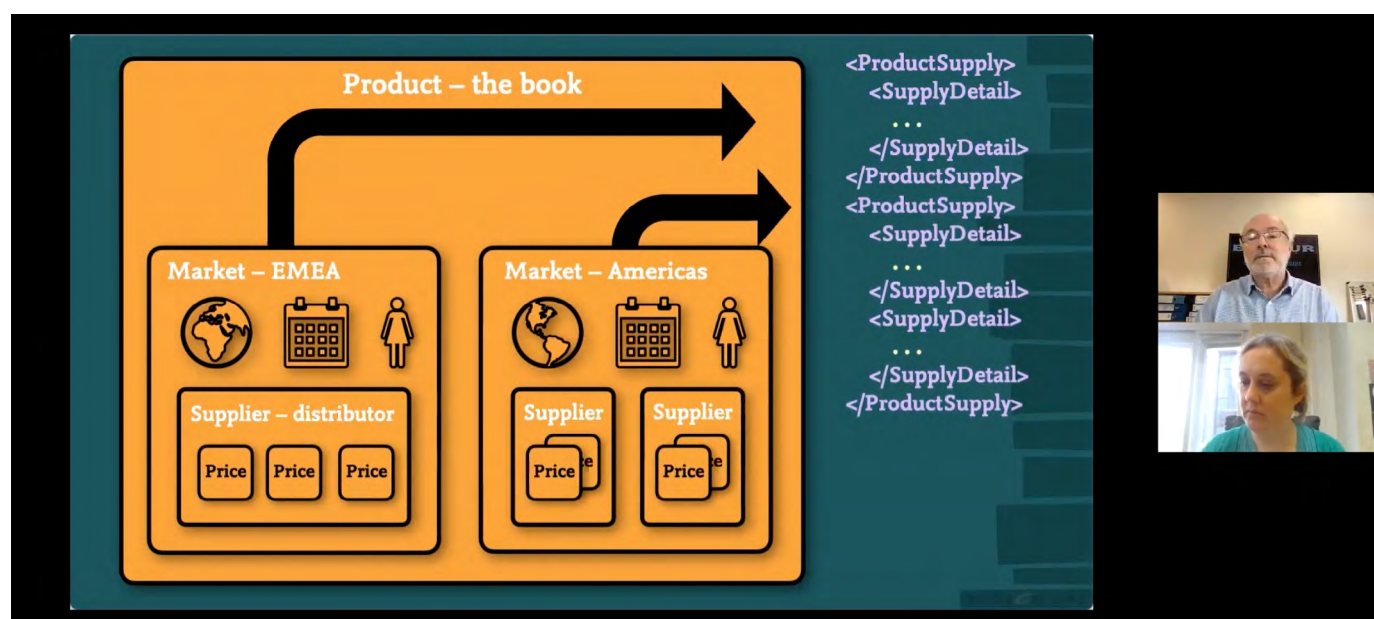 Product – the book
Market – EMEA
Supplier – distributor
Price
Price
Price
Market – Americas
Supplier
Price
Supplier
Price
<ProductSupply>
<SupplyDetail>
...
</SupplyDetail>
</ProductSupply>
<ProductSupply>
<SupplyDetail>
...
</SupplyDetail>
<SupplyDetail>
...
</SupplyDetail>
</ProductSupply>